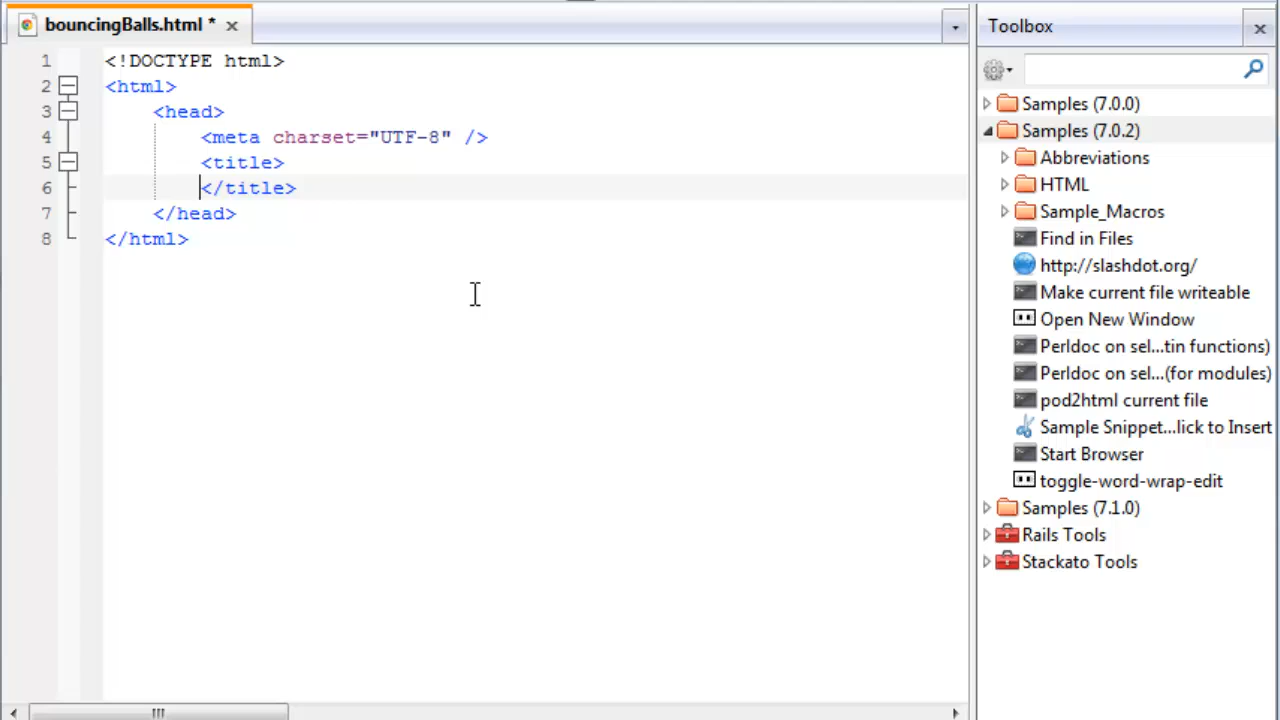 bouncingBalls.html *
Toolbox
1 <!DOCTYPE html>
2 <html>
3 <head>
4 <meta charset="UTF-8" />
5 <title>
6 </title>
7 </head>
8 </html>
Samples (7.0.0)
Samples (7.0.2)
Abbreviations
HTML
Sample_Macros
Find in Files
http://slashdot.org/
Make current file writeable
Open New Window
Perldoc on sel...tin functions)
Perldoc on sel...(for modules)
pod2html current file
Sample Snippet...lick to Insert
Start Browser
toggle-word-wrap-edit
Samples (7.1.0)
Rails Tools
Stackato Tools